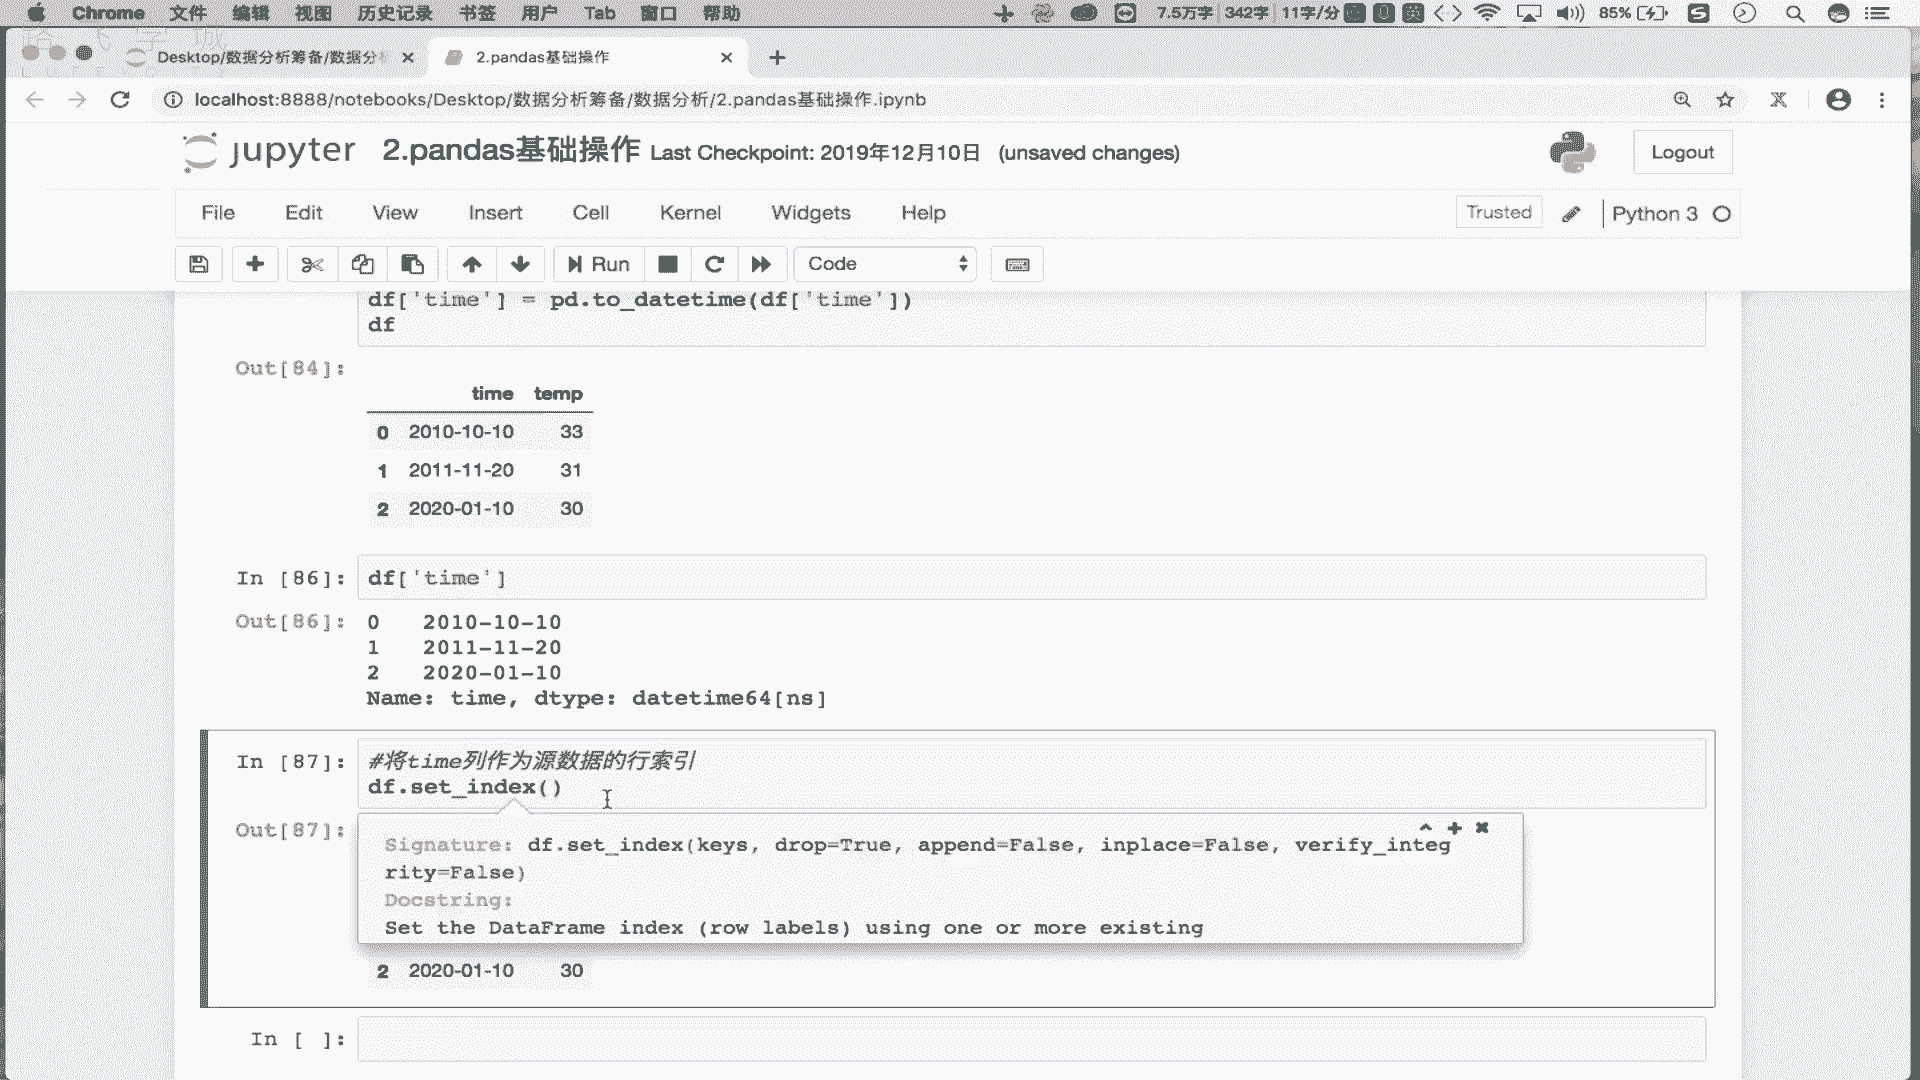 Chrome 文件 编辑 视图 历史记录 书签 用户 Tab 窗口 帮助 7.5万字 342字 11字/分 英 85%
Desktop/数据分析筹备/数据分析
2.pandas基础操作
localhost:8888/notebooks/Desktop/数据分析筹备/数据分析/2.pandas基础操作.ipynb
jupyter 2.pandas基础操作 Last Checkpoint: 2019年12月10日 (unsaved changes)
Logout
File Edit View Insert Cell Kernel Widgets Help
Trusted Python 3
Run Code
df['time'] = pd.to_datetime(df['time'])
df
Out[84]:
time temp
0 2010-10-10 33
1 2011-11-20 31
2 2020-01-10 30
In [86]: df['time']
Out[86]: 0 2010-10-10
1 2011-11-20
2 2020-01-10
Name: time, dtype: datetime64[ns]
In [87]: #将time列作为源数据的行索引
df.set_index()
Out[87]:
Signature: df.set_index(keys, drop=True, append=False, inplace=False, verify_integ
rity=False)
Docstring:
Set the DataFrame index (row labels) using one or more existing
2 2020-01-10 30
In [ ]: